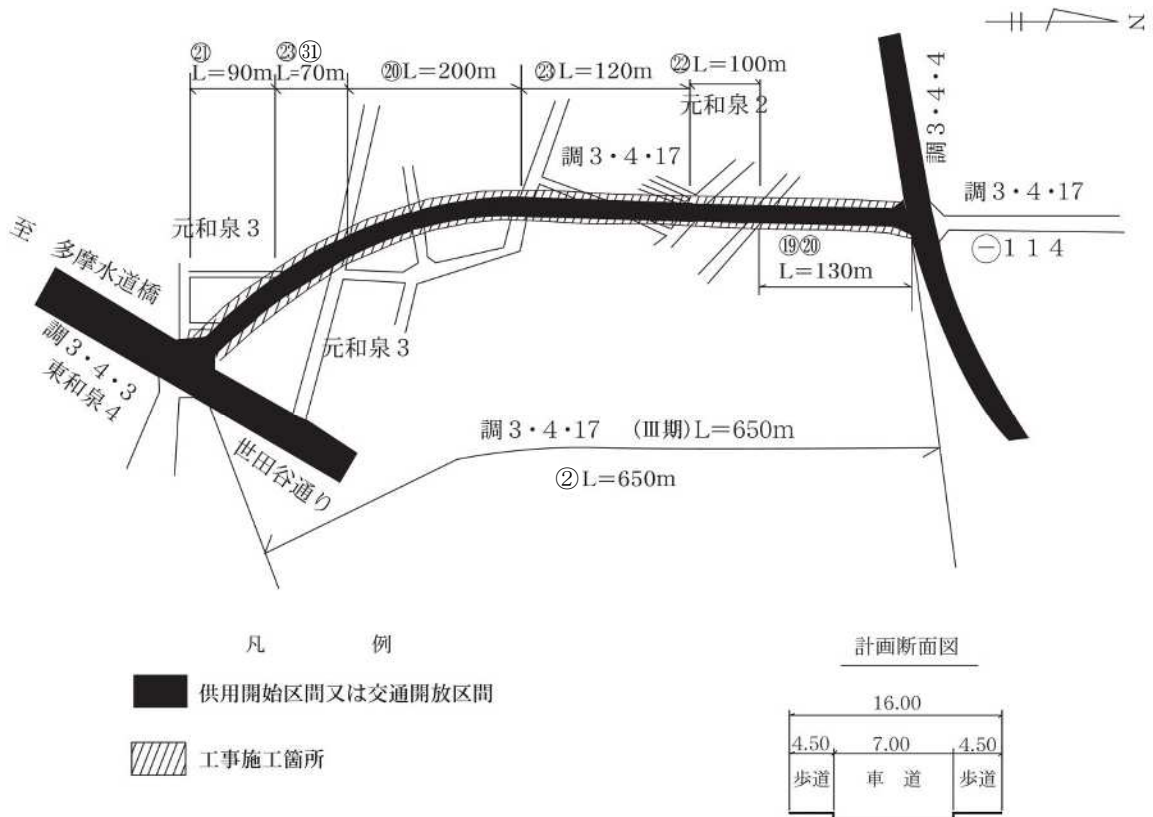 N
㉑
L=90m
㉓㉛
L=70m
⑳L=200m
㉓L=120m
㉒L=100m
元和泉2
調3・4・4
調3・4・17
調3・4・17
㊀114
元和泉3
至 多摩水道橋
調3・4・3
東和泉4
世田谷通り
元和泉3
⑲⑳
L=130m
調3・4・17 (Ⅲ期)L=650m
②L=650m
凡 例
供用開始区間又は交通開放区間
工事施工箇所
計画断面図
16.00
4.50 7.00 4.50
歩道 車 道 歩道